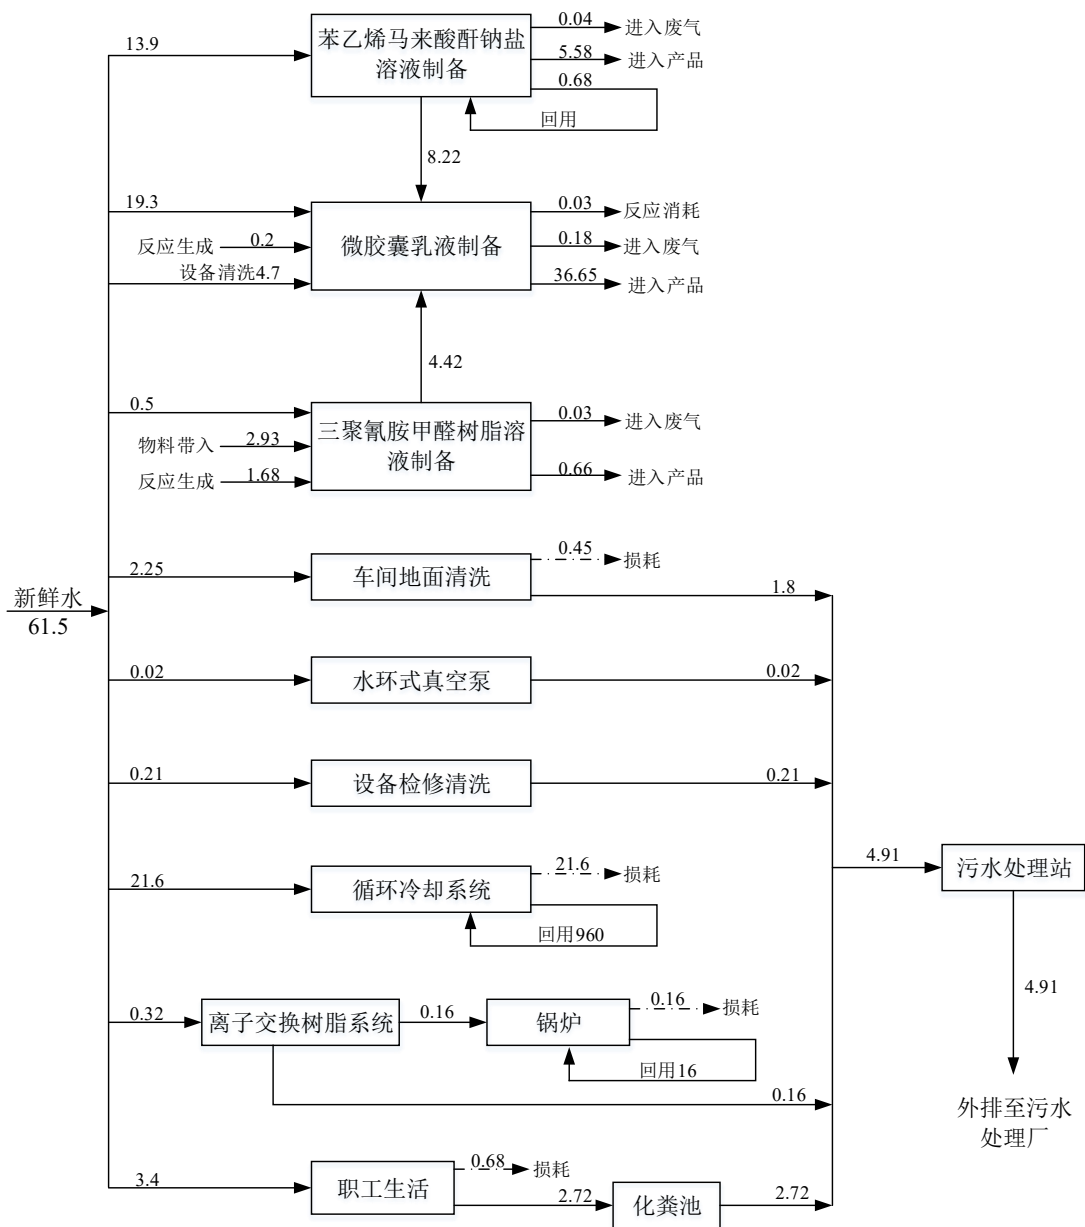 0.04
进入废气
13.9
苯乙烯马来酸酐钠盐
溶液制备
5.58
进入产品
0.68
回用
8.22
19.3
0.03
反应消耗
反应生成
0.2
微胶囊乳液制备
0.18
进入废气
设备清洗4.7
36.65
进入产品
4.42
0.5
0.03
进入废气
三聚氰胺甲醛树脂溶
液制备
物料带入
2.93
反应生成
1.68
0.66
进入产品
0.45
损耗
2.25
车间地面清洗
1.8
新鲜水
61.5
0.02
水环式真空泵
0.02
0.21
设备检修清洗
0.21
4.91
污水处理站
21.6
循环冷却系统
21.6
损耗
回用960
4.91
0.32
离子交换树脂系统
0.16
锅炉
0.16
损耗
回用16
0.16
外排至污水
处理厂
3.4
职工生活
0.68
损耗
2.72
化粪池
2.72